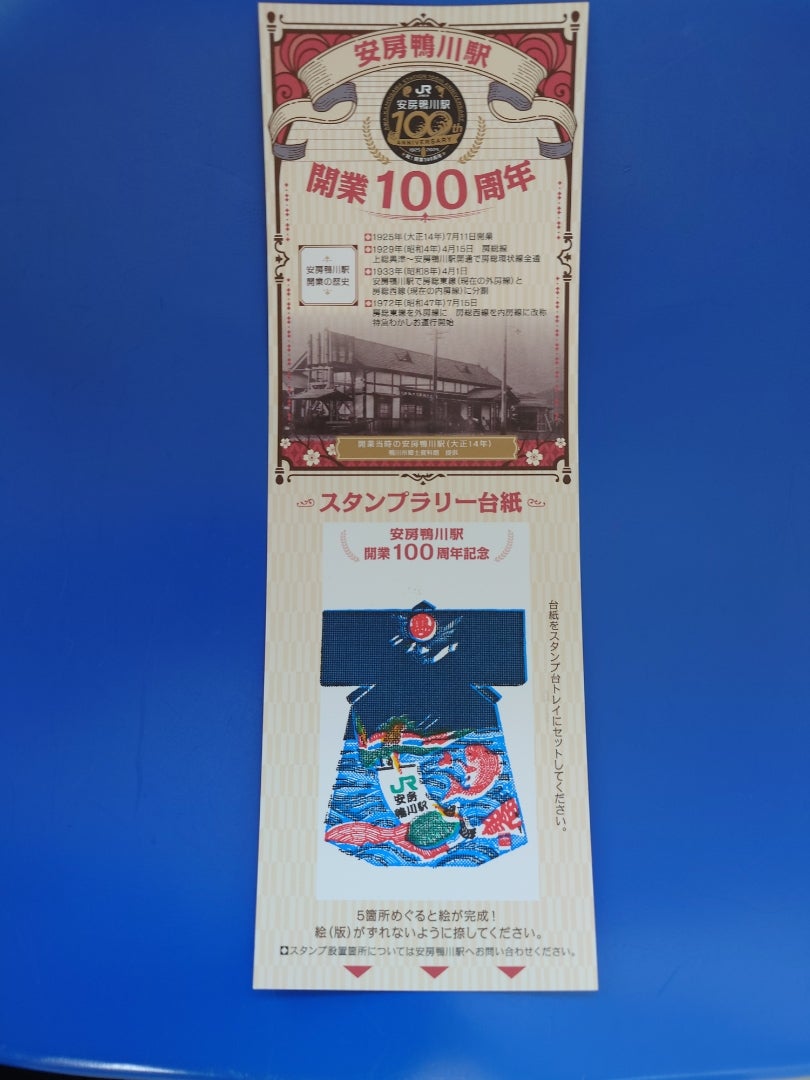 安房鴨川駅
JR
安房鴨川駅
100th
ANNIVERSARY
1925-2025
開業100周年
安房鴨川駅
開業の歴史
1925年(大正14年)7月11日開業
1929年(昭和4年)4月15日 房総線
上総興津〜安房鴨川駅開通で房総環状線全通
1933年(昭和8年)4月1日
安房鴨川駅で房総東線(現在の外房線)と
房総西線(現在の内房線)に分割
1972年(昭和47年)7月15日
房総東線を外房線に 房総西線を内房線に改称
特急わかしお運行開始
開業当時の安房鴨川駅(大正14年)
鴨川市郷土資料館 提供
スタンプラリー台紙
安房鴨川駅
開業100周年記念
JR
安房
鴨川駅
台紙をスタンプ台トレイにセットしてください。
5箇所めぐると絵が完成!
絵(版)がずれないように捺してください。
スタンプ設置箇所については安房鴨川駅へお問い合わせください。